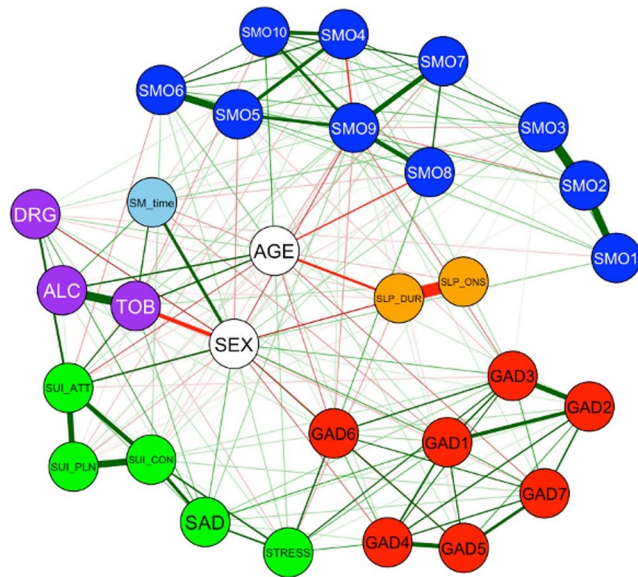 SMO10
SMO4
SMO7
SMO6
SMO5
SMO9
SMO3
SMO8
SMO2
SM_time
DRG
AGE
SMO1
ALC
TOB
SLP_DUR
SLP_ONS
SEX
SUI_ATT
GAD3
GAD2
GAD6
GAD1
SUI_PLN
SUI_CON
GAD7
SAD
GAD4
GAD5
STRESS